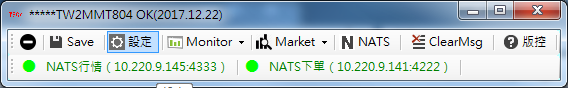 *****TW2MMT804 OK(2017.12.22)
Save 設定 Monitor Market NATS ClearMsg 版控
NATS行情（10.220.9.145:4333） NATS下單（10.220.9.141:4222）